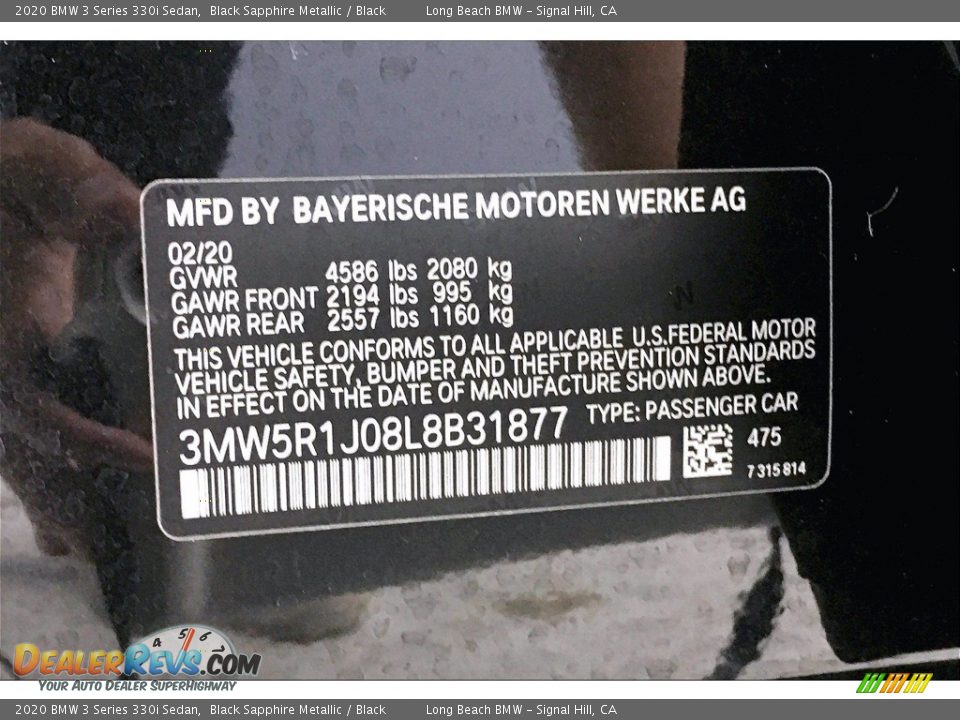 2020 BMW 3 Series 330i Sedan,  Black Sapphire Metallic / Black    Long Beach BMW - Signal Hill, CA
MFD BY BAYERISCHE MOTOREN WERKE AG
02/20
GVWR 4586 lbs 2080 kg
GAWR FRONT 2194 lbs 995 kg
GAWR REAR 2557 lbs 1160 kg
THIS VEHICLE CONFORMS TO ALL APPLICABLE U.S.FEDERAL MOTOR
VEHICLE SAFETY, BUMPER AND THEFT PREVENTION STANDARDS
IN EFFECT ON THE DATE OF MANUFACTURE SHOWN ABOVE.
3MW5R1J08L8B31877 TYPE: PASSENGER CAR
475
7315814
4 5 6
DEALERREVS.COM
YOUR AUTO DEALER SUPERHIGHWAY
2020 BMW 3 Series 330i Sedan,  Black Sapphire Metallic / Black    Long Beach BMW - Signal Hill, CA